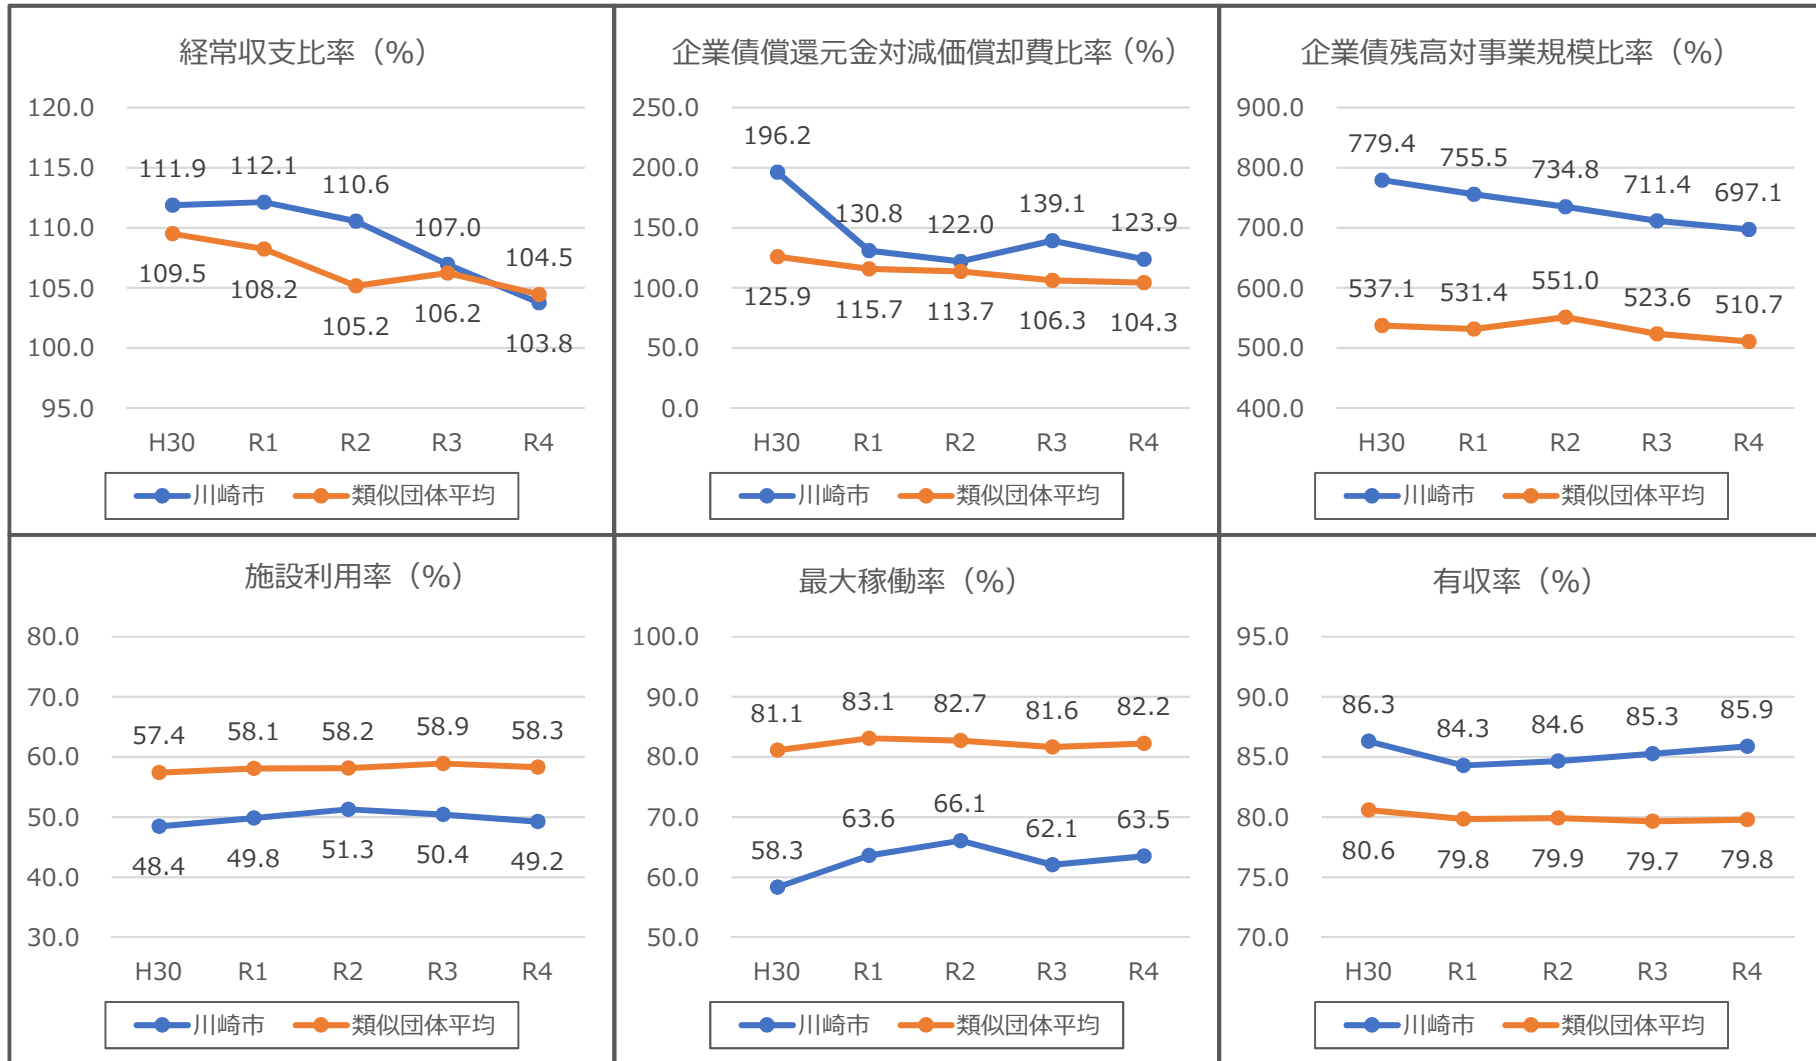 経常収支比率（%）
120.0
115.0
110.0
105.0
100.0
95.0
111.9 112.1 110.6 107.0 104.5
109.5 108.2 105.2 106.2 103.8
H30 R1 R2 R3 R4
川崎市 類似団体平均
企業債償還元金対減価償却費比率（%）
250.0
200.0
150.0
100.0
50.0
0.0
196.2 130.8 122.0 139.1 123.9
125.9 115.7 113.7 106.3 104.3
H30 R1 R2 R3 R4
川崎市 類似団体平均
企業債残高対事業規模比率（%）
900.0
800.0
700.0
600.0
500.0
400.0
779.4 755.5 734.8 711.4 697.1
537.1 531.4 551.0 523.6 510.7
H30 R1 R2 R3 R4
川崎市 類似団体平均
施設利用率（%）
80.0
70.0
60.0
50.0
40.0
30.0
57.4 58.1 58.2 58.9 58.3
48.4 49.8 51.3 50.4 49.2
H30 R1 R2 R3 R4
川崎市 類似団体平均
最大稼働率（%）
100.0
90.0
80.0
70.0
60.0
50.0
81.1 83.1 82.7 81.6 82.2
58.3 63.6 66.1 62.1 63.5
H30 R1 R2 R3 R4
川崎市 類似団体平均
有収率（%）
95.0
90.0
85.0
80.0
75.0
70.0
86.3 84.3 84.6 85.3 85.9
80.6 79.8 79.9 79.7 79.8
H30 R1 R2 R3 R4
川崎市 類似団体平均